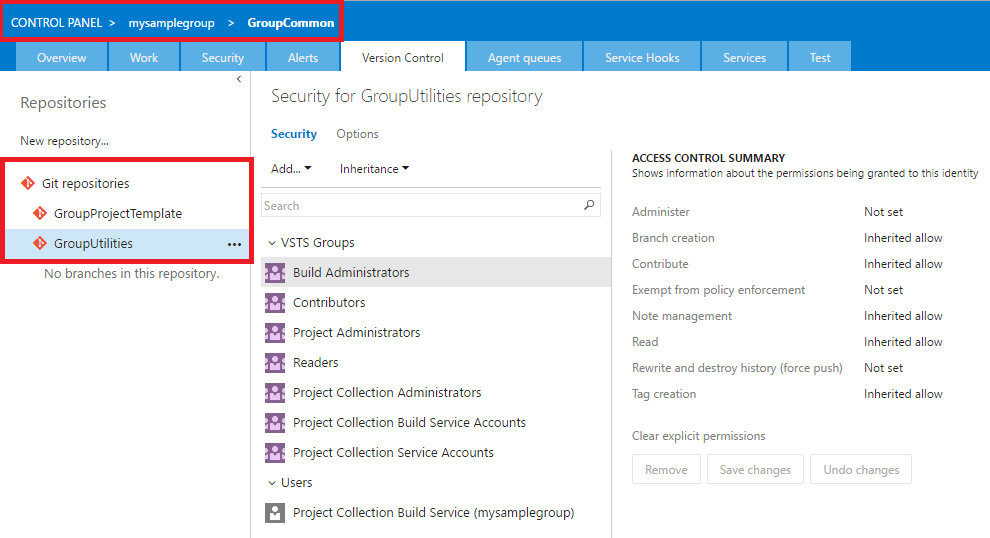 CONTROL PANEL > mysamplegroup > GroupCommon
Overview Work Security Alerts Version Control Agent queues Service Hooks Services Test
Repositories
New repository...
Git repositories
GroupProjectTemplate
GroupUtilities ...
No branches in this repository.
Security for GroupUtilities repository
Security Options
Add... Inheritance
Search
VSTS Groups
Build Administrators
Contributors
Project Administrators
Readers
Project Collection Administrators
Project Collection Build Service Accounts
Project Collection Service Accounts
Users
Project Collection Build Service (mysamplegroup)
ACCESS CONTROL SUMMARY
Shows information about the permissions being granted to this identity
Administer Not set
Branch creation Inherited allow
Contribute Inherited allow
Exempt from policy enforcement Not set
Note management Inherited allow
Read Inherited allow
Rewrite and destroy history (force push) Not set
Tag creation Inherited allow
Clear explicit permissions
Remove Save changes Undo changes